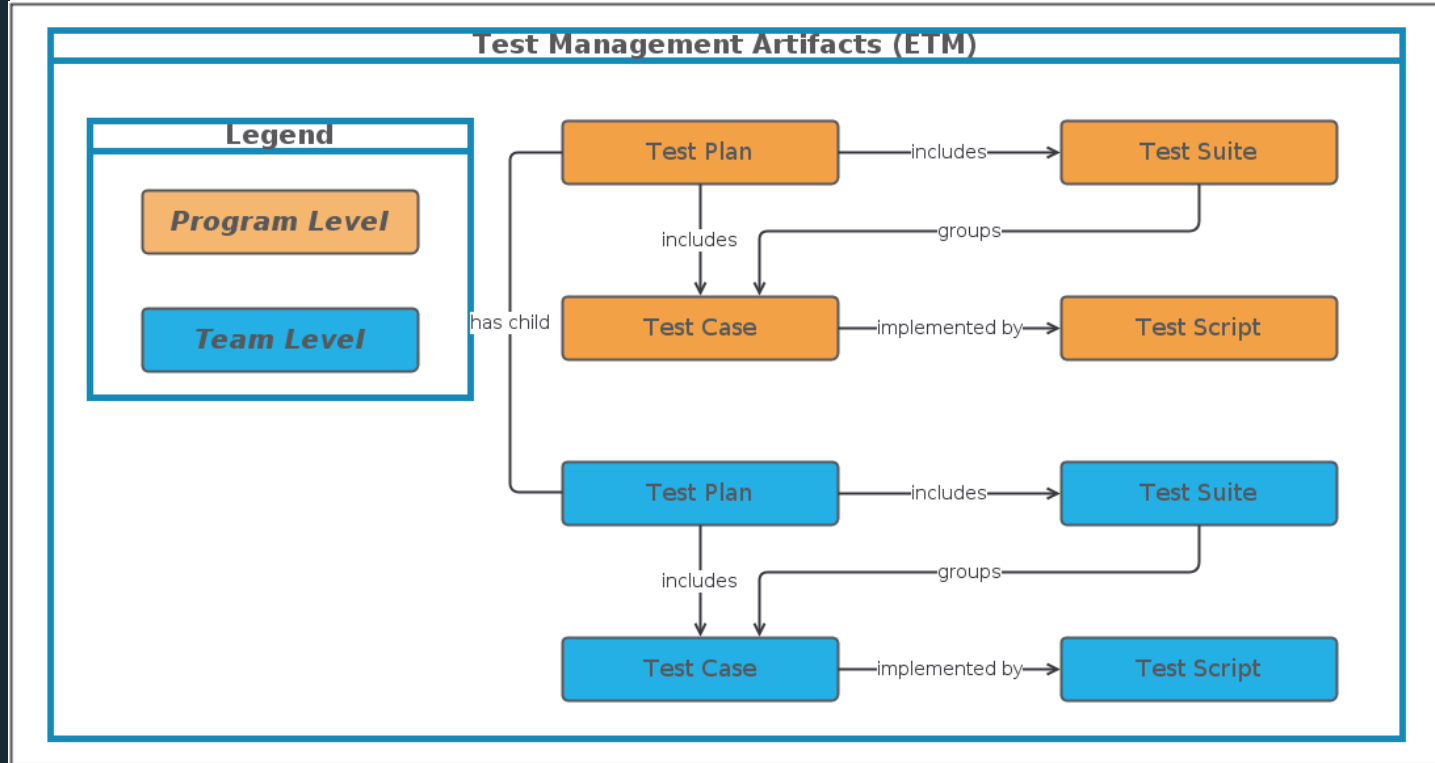 Test Management Artifacts (ETM)
Legend
Program Level
Team Level
Test Plan
includes
Test Suite
includes
groups
has child
Test Case
implemented by
Test Script
Test Plan
includes
Test Suite
includes
groups
Test Case
implemented by
Test Script